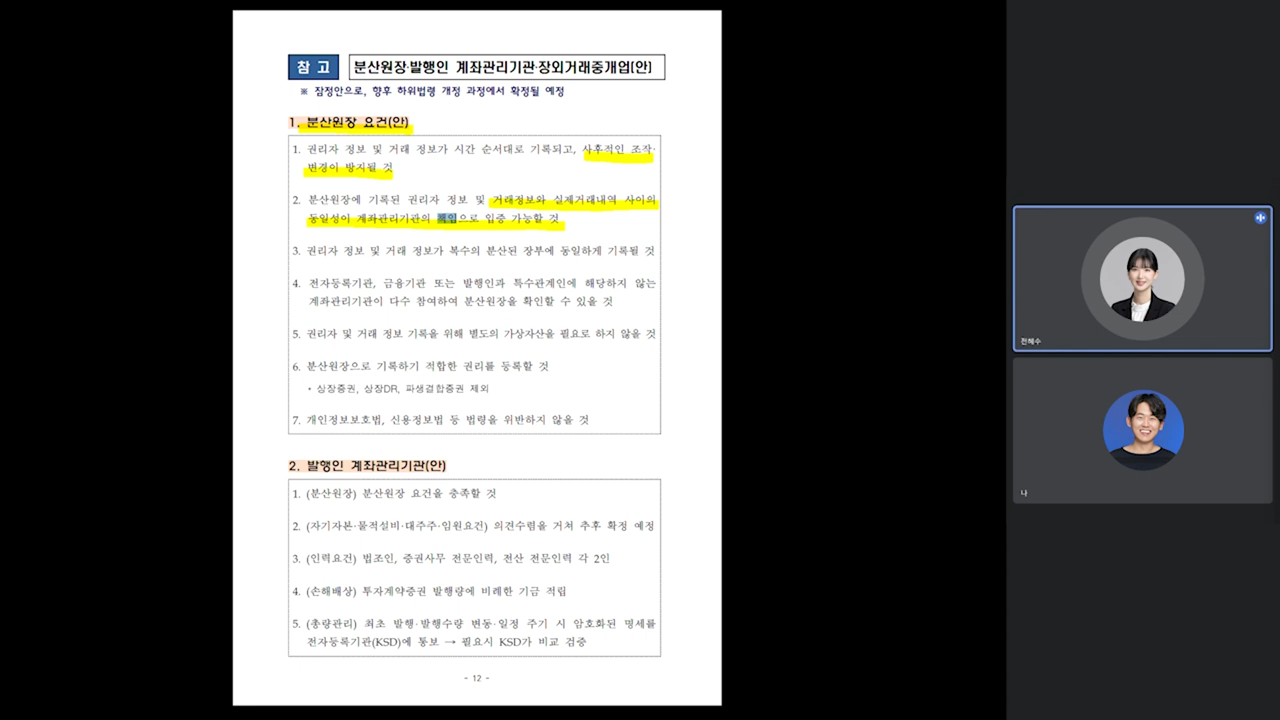 참 고
분산원장·발행인 계좌관리기관·장외거래중개업[안]
※ 잠정안으로, 향후 하위법령 개정 과정에서 확정될 예정
1. 분산원장 요건(안)
1. 권리자 정보 및 거래 정보가 시간 순서대로 기록되고, 사후적인 조작·
변경이 방지될 것
2. 분산원장에 기록된 권리자 정보 및 거래정보와 실제거래내역 사이의
동일성이 계좌관리기관의 책임으로 입증 가능할 것
3. 권리자 정보 및 거래 정보가 복수의 분산된 장부에 동일하게 기록될 것
4. 전자등록기관, 금융기관 또는 발행인과 특수관계인에 해당하지 않는
계좌관리기관이 다수 참여하여 분산원장을 확인할 수 있을 것
5. 권리자 및 거래 정보 기록을 위해 별도의 가상자산을 필요로 하지 않을 것
6. 분산원장으로 기록하기 적합한 권리를 등록할 것
* 상장증권, 상장DR, 파생결합증권 제외
7. 개인정보보호법, 신용정보법 등 법령을 위반하지 않을 것
2. 발행인 계좌관리기관(안)
1. (분산원장) 분산원장 요건을 충족할 것
2. (자기자본·물적설비·대주주·임원요건) 의견수렴을 거쳐 추후 확정 예정
3. (인력요건) 법조인, 증권사무 전문인력, 전산 전문인력 각 2인
4. (손해배상) 투자계약증권 발행량에 비례한 기금 적립
5. (총량관리) 최초 발행·발행수량 변동·일정 주기 시 암호화된 명세를
전자등록기관(KSD)에 통보 → 필요시 KSD가 비교 검증
- 12 -
전혜수
나